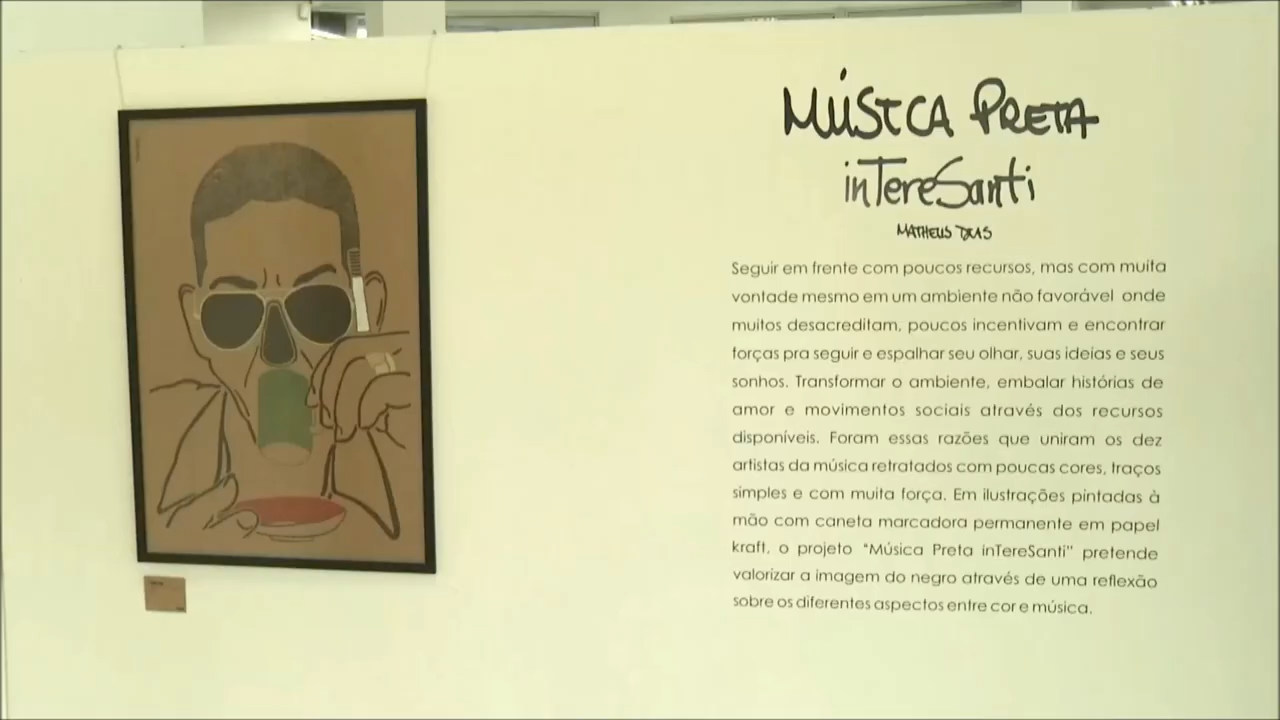 MÚSICA PRETA
inTereSanti
MATHEUS DIAS
Seguir em frente com poucos recursos, mas com muita
vontade mesmo em um ambiente não favorável onde
muitos desacreditam, poucos incentivam e encontrar
forças pra seguir e espalhar seu olhar, suas ideias e seus
sonhos. Transformar o ambiente, embalar histórias de
amor e movimentos sociais através dos recursos
disponíveis. Foram essas razões que uniram os dez
artistas da música retratados com poucas cores, traços
simples e com muita força. Em ilustrações pintadas à
mão com caneta marcadora permanente em papel
kraft, o projeto "Música Preta inTereSanti" pretende
valorizar a imagem do negro através de uma reflexão
sobre os diferentes aspectos entre cor e música.